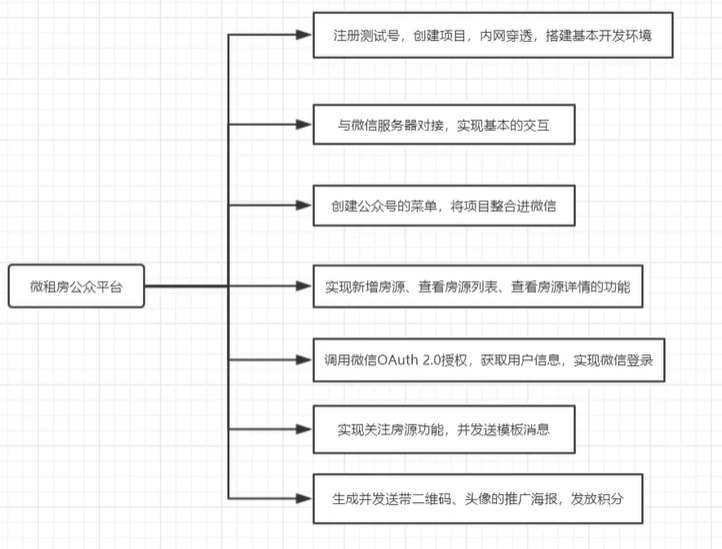 注册测试号，创建项目，内网穿透，搭建基本开发环境
与微信服务器对接，实现基本的交互
创建公众号的菜单，将项目整合进微信
微租房公众平台
实现新增房源、查看房源列表、查看房源详情的功能
调用微信OAuth 2.0授权，获取用户信息，实现微信登录
实现关注房源功能，并发送模板消息
生成并发送带二维码、头像的推广海报，发放积分